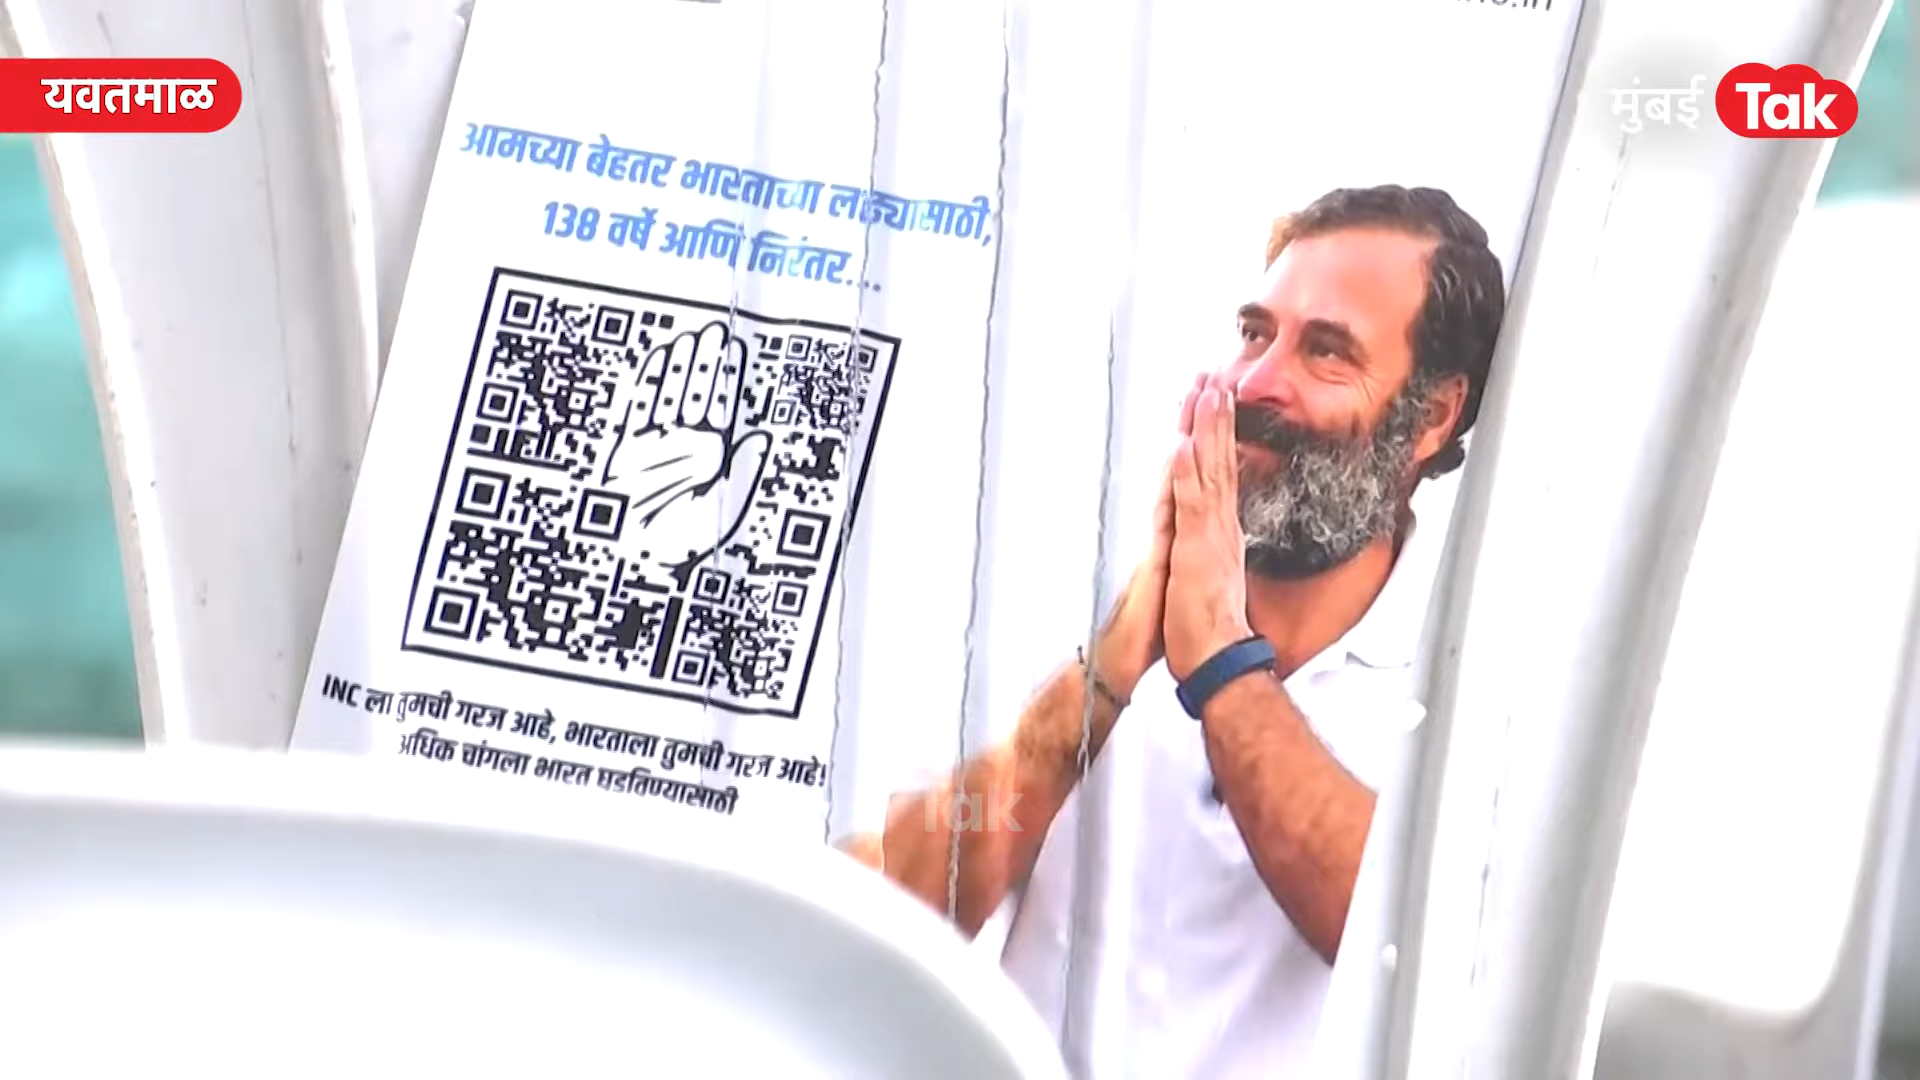 यवतमाळ
मुंबई Tak
आमच्या बेहतर भारताच्या लढ्यासाठी,
138 वर्षे आणि निरंतर...
INC ला तुमची गरज आहे, भारताला तुमची गरज आहे!
अधिक चांगला भारत घडविण्यासाठी
Tak